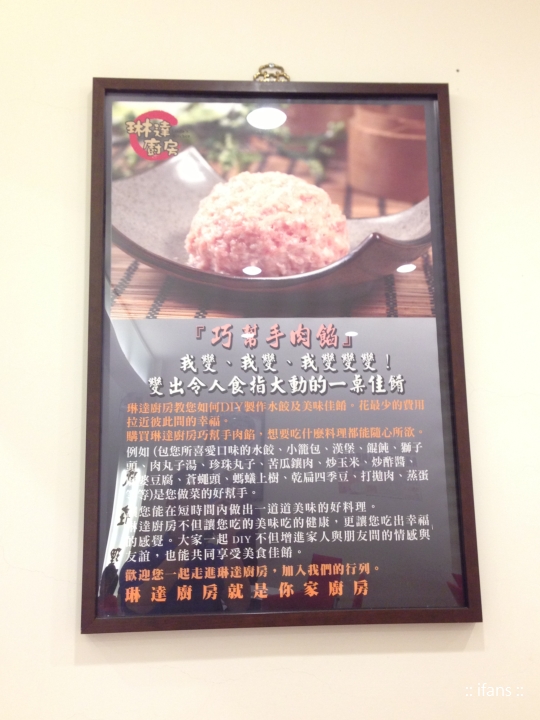 琳達
廚房
『巧幫手肉餡』
我變、我變、我變變變！
變出令人食指大動的一桌佳餚
琳達廚房教您如何DIY製作水餃及美味佳餚。花最少的費用
拉近彼此間的幸福。
購買琳達廚房巧幫手肉餡，想要吃什麼料理都能隨心所欲。
例如 (包您所喜愛口味的水餃、小籠包、漢堡、餛飩、獅子
頭、肉丸子湯、珍珠丸子、苦瓜鑲肉、炒玉米、炒酢醬、
婆豆腐、蒼蠅頭、螞蟻上樹、乾扁四季豆、打拋肉、蒸蛋
等)是您做菜的好幫手。
您能在短時間內做出一道道美味的好料理。
琳達廚房不但讓您吃的美味吃的健康，更讓您吃出幸福
的感覺。大家一起 DIY 不但增進家人與朋友間的情感與
友誼，也能共同享受美食佳餚。
歡迎您一起走進琳達廚房，加入我們的行列。
琳達廚房就是你家廚房
:: ifans ::